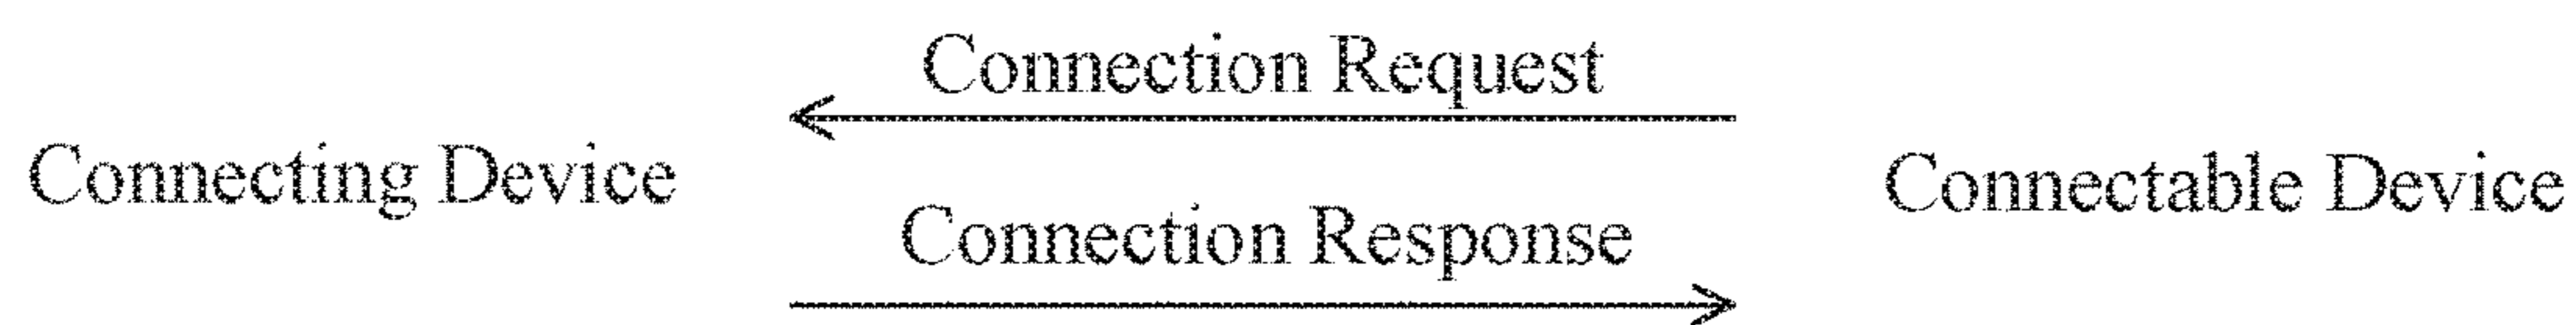 Connection Request
Connecting Device
Connectable Device
Connection Response